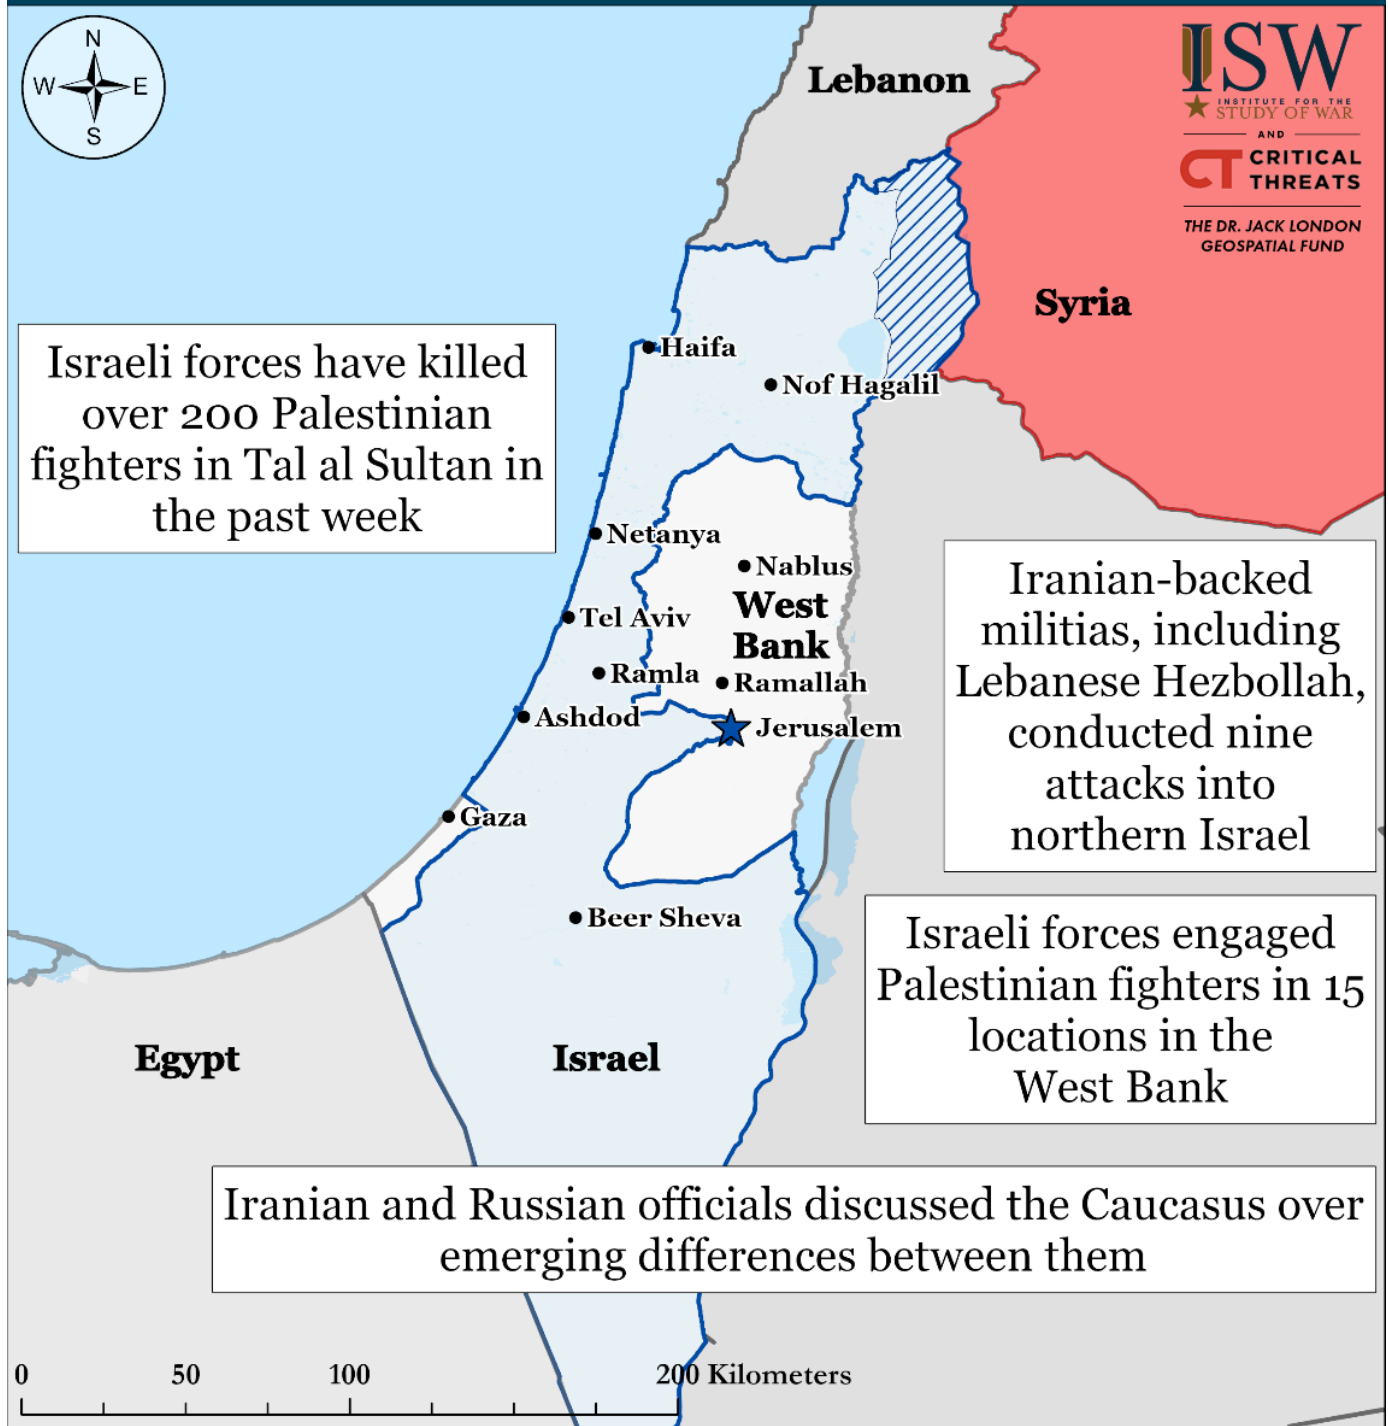 N
W
E
S
Lebanon
ISW
INSTITUTE FOR THE
STUDY OF WAR
AND
CT CRITICAL
THREATS
THE DR. JACK LONDON
GEOSPATIAL FUND
Syria
Israeli forces have killed
over 200 Palestinian
fighters in Tal al Sultan in
the past week
Haifa
Nof Hagalil
Netanya
Nablus
West
Bank
Tel Aviv
Ramla
Ramallah
Ashdod
Jerusalem
Gaza
Beer Sheva
Iranian-backed
militias, including
Lebanese Hezbollah,
conducted nine
attacks into
northern Israel
Israeli forces engaged
Palestinian fighters in 15
locations in the
West Bank
Egypt
Israel
Iranian and Russian officials discussed the Caucasus over
emerging differences between them
0 50 100 200 Kilometers